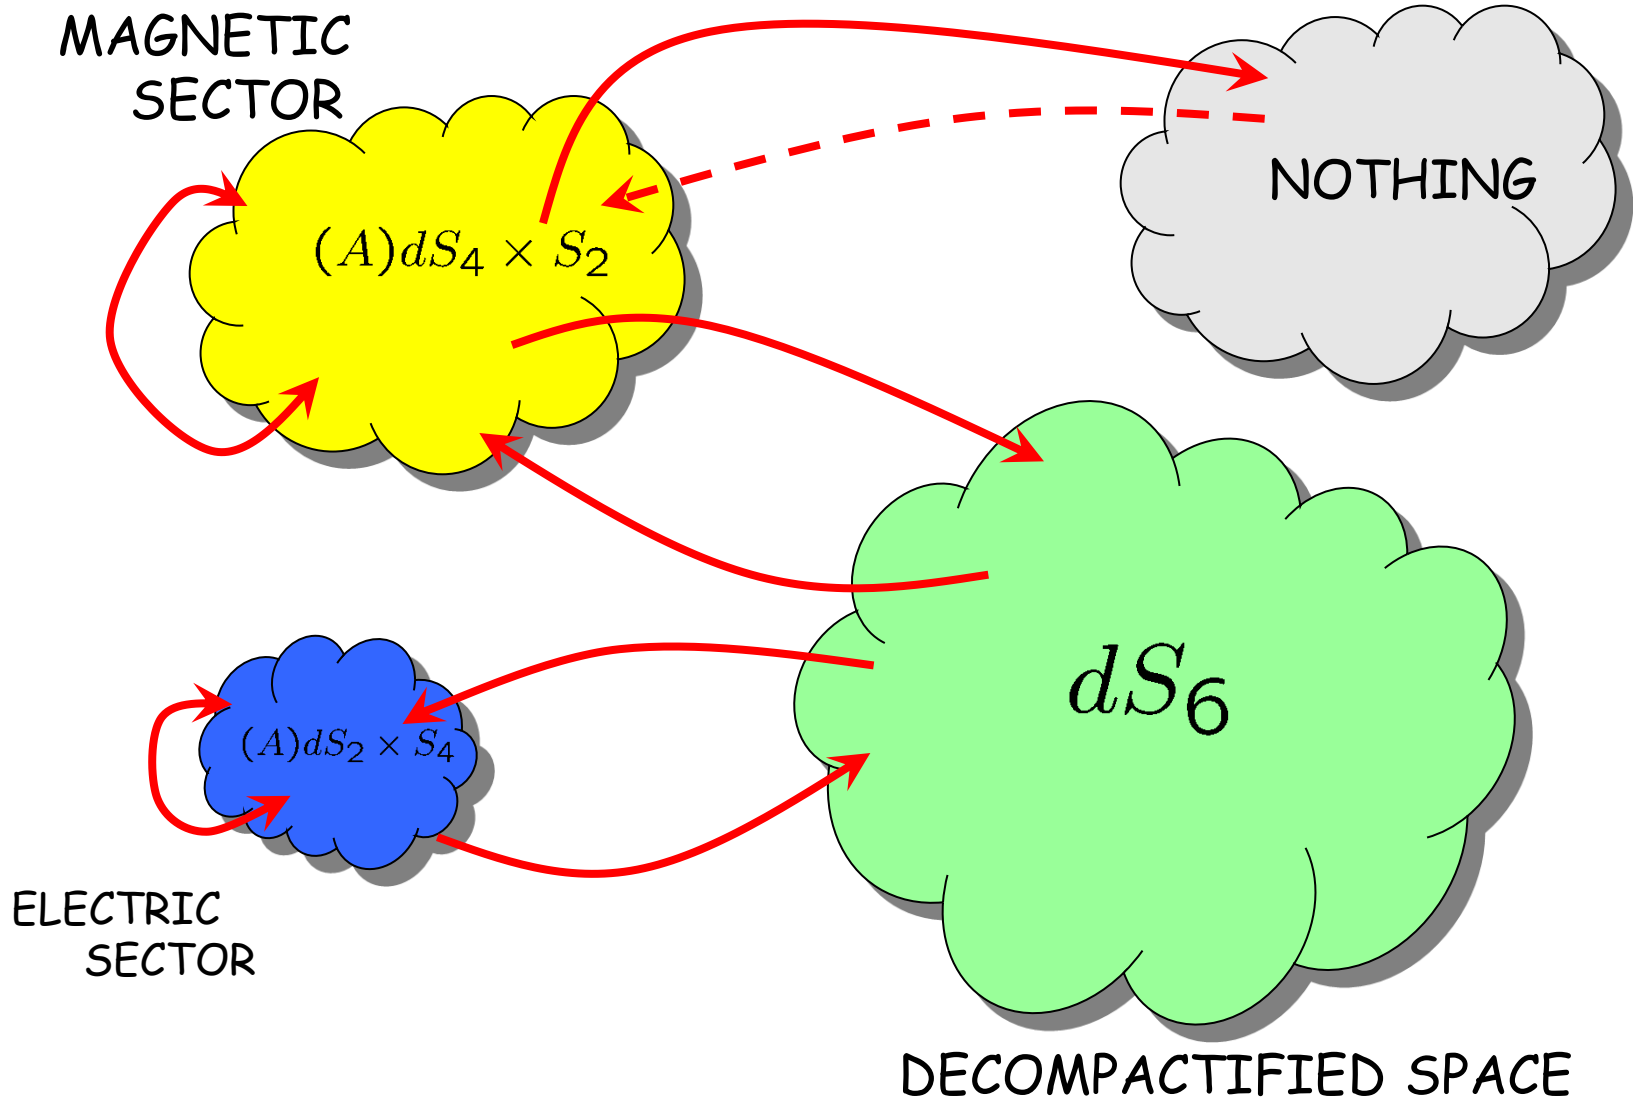 MAGNETIC
SECTOR
NOTHING
(A)dS₄ × S₂
dS₆
(A)dS₂ × S₄
ELECTRIC
SECTOR
DECOMPACTIFIED SPACE